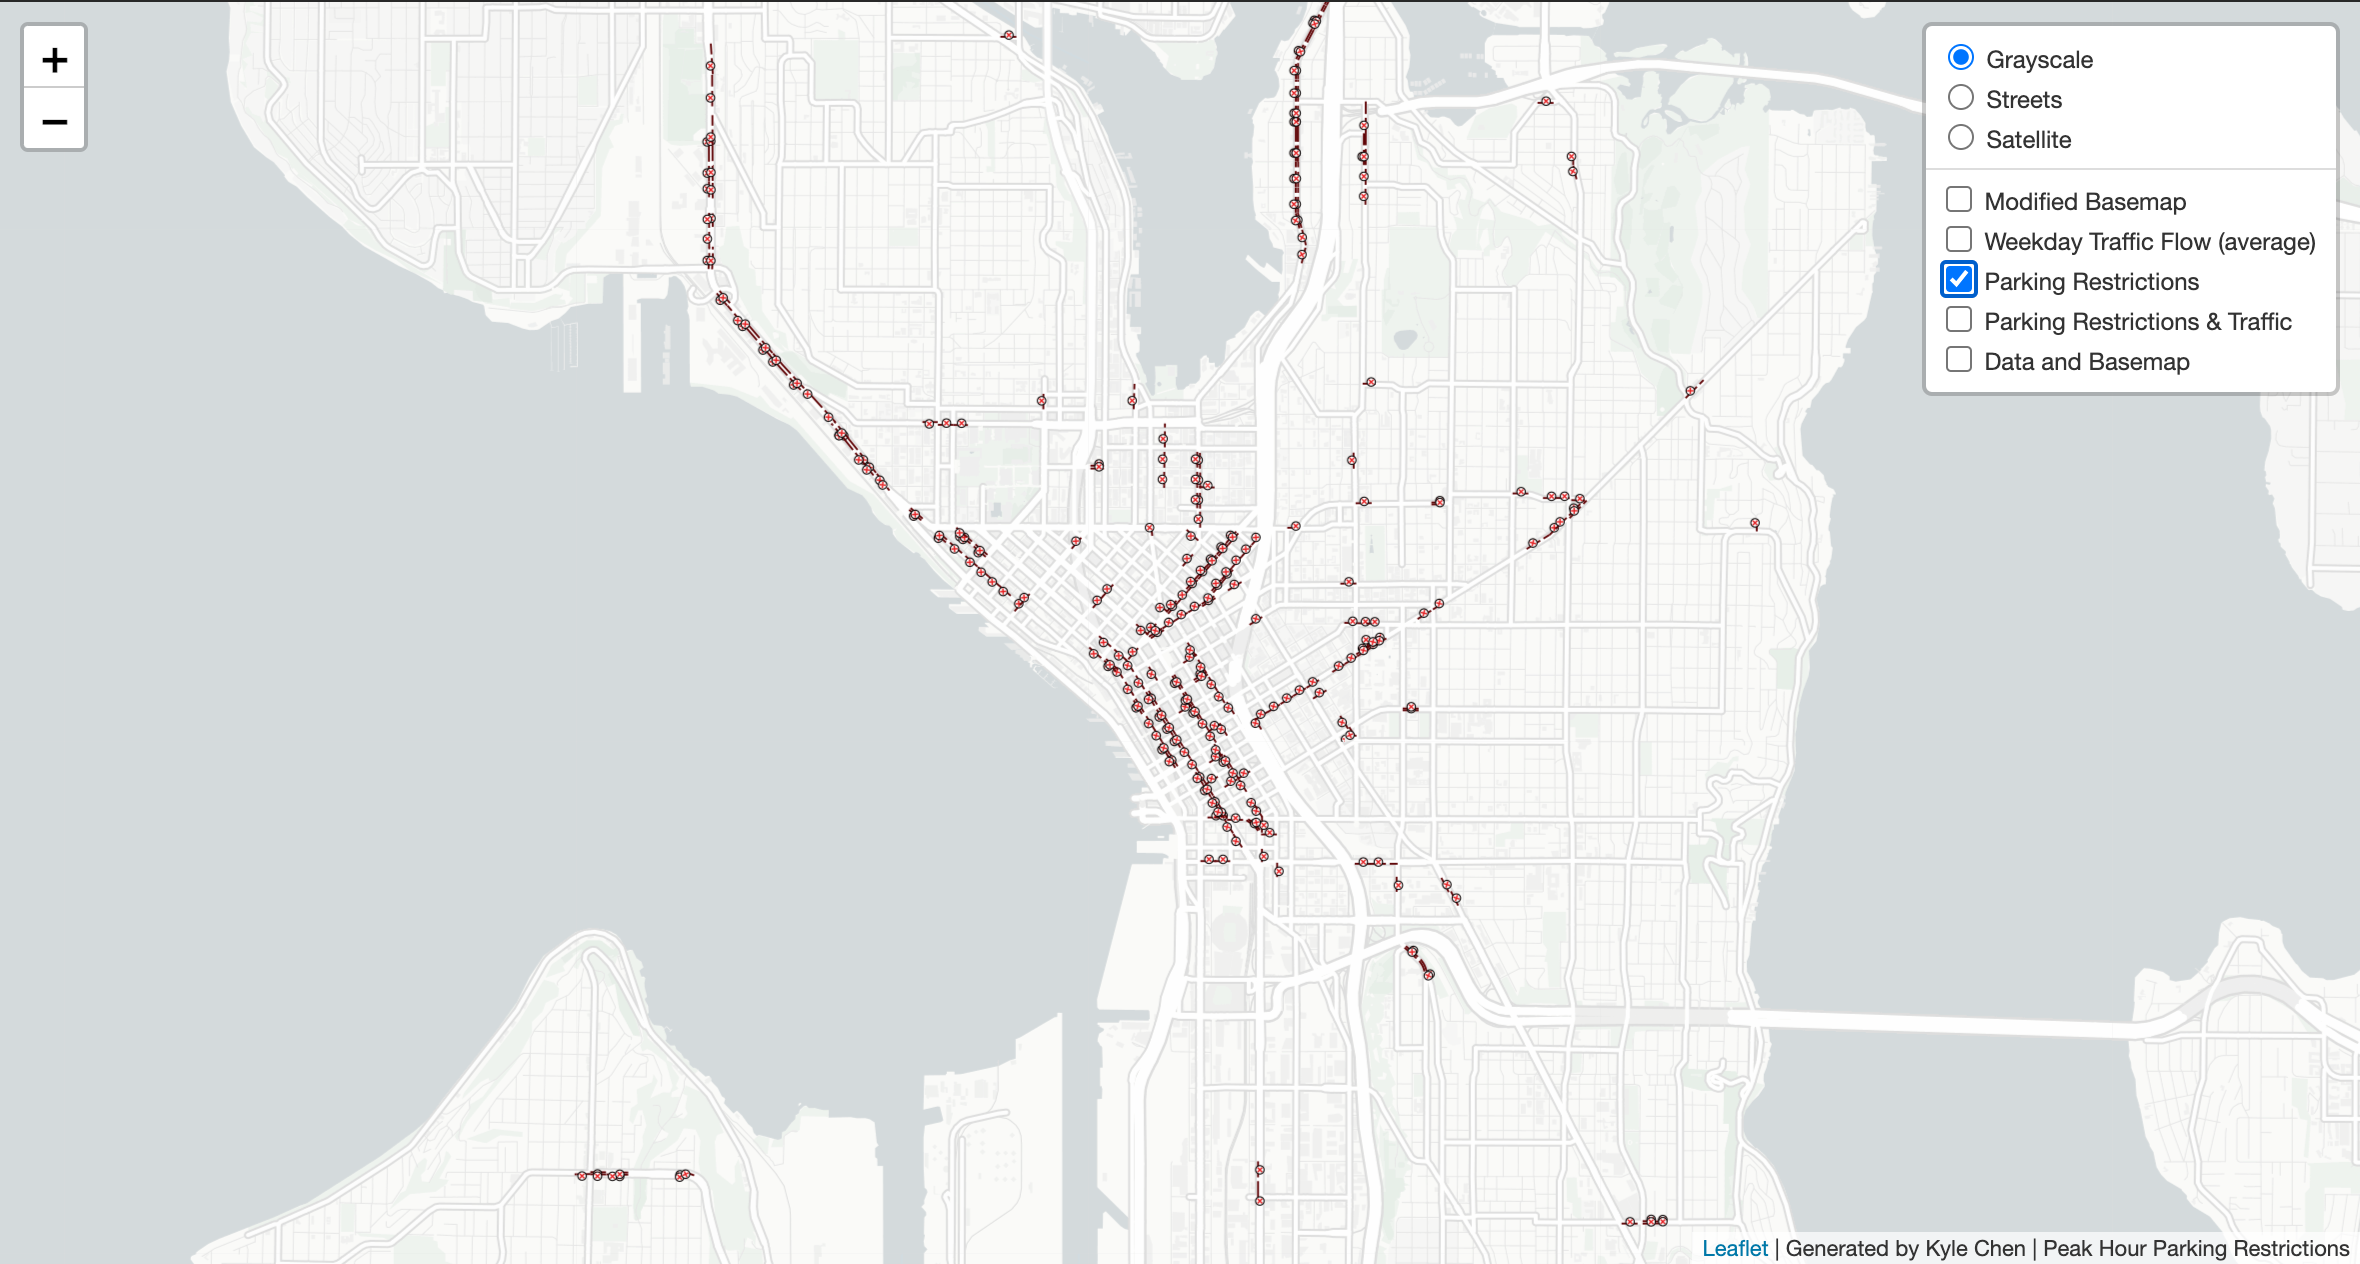 +
−
Grayscale
Streets
Satellite
Modified Basemap
Weekday Traffic Flow (average)
Parking Restrictions
Parking Restrictions & Traffic
Data and Basemap
Leaflet | Generated by Kyle Chen | Peak Hour Parking Restrictions